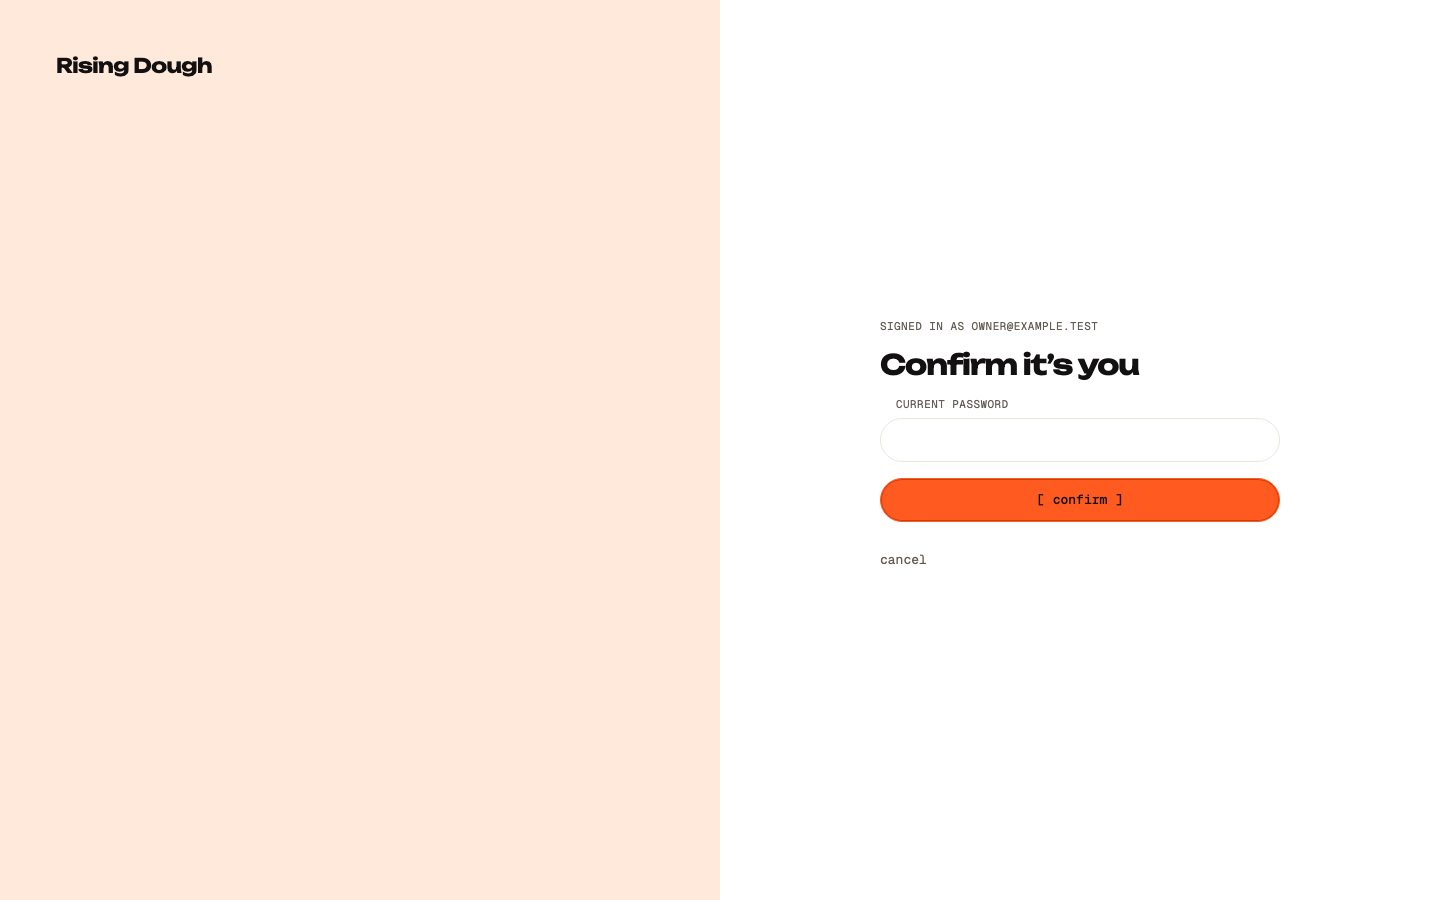 Rising Dough
SIGNED IN AS OWNER@EXAMPLE.TEST
Confirm it’s you
CURRENT PASSWORD
[ confirm ]
cancel